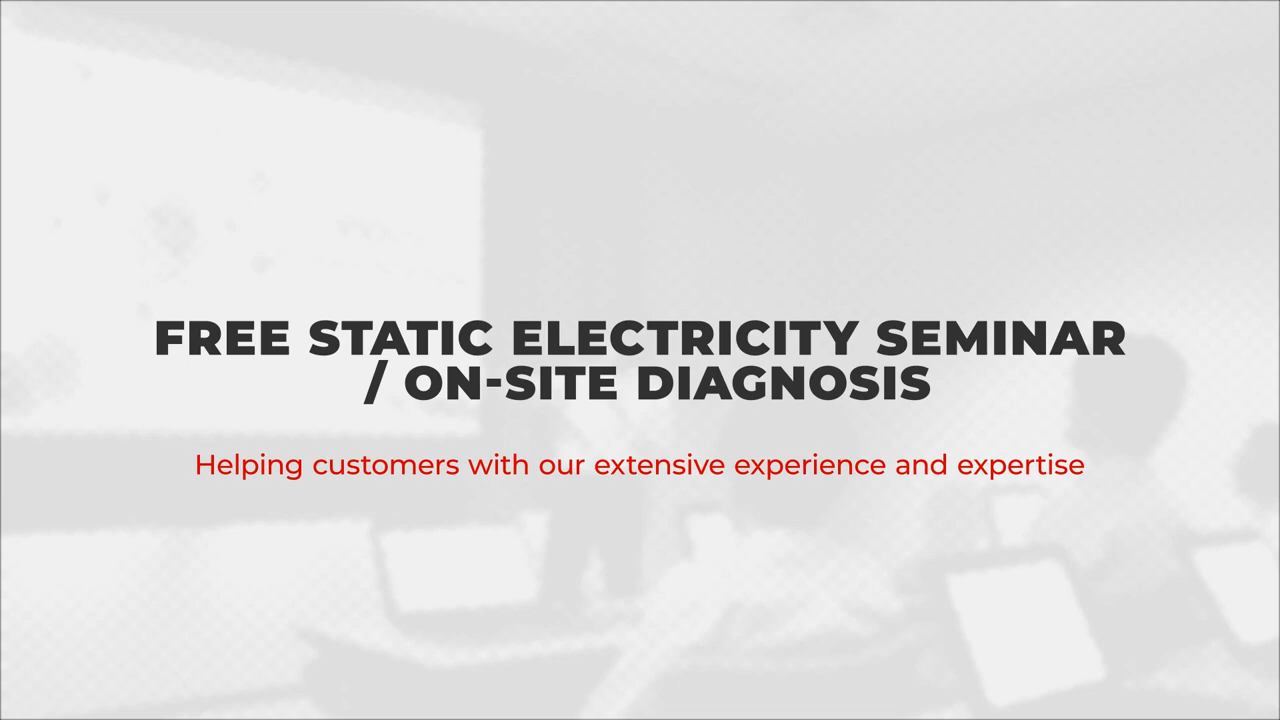 FREE STATIC ELECTRICITY SEMINAR
/ ON-SITE DIAGNOSIS
Helping customers with our extensive experience and expertise